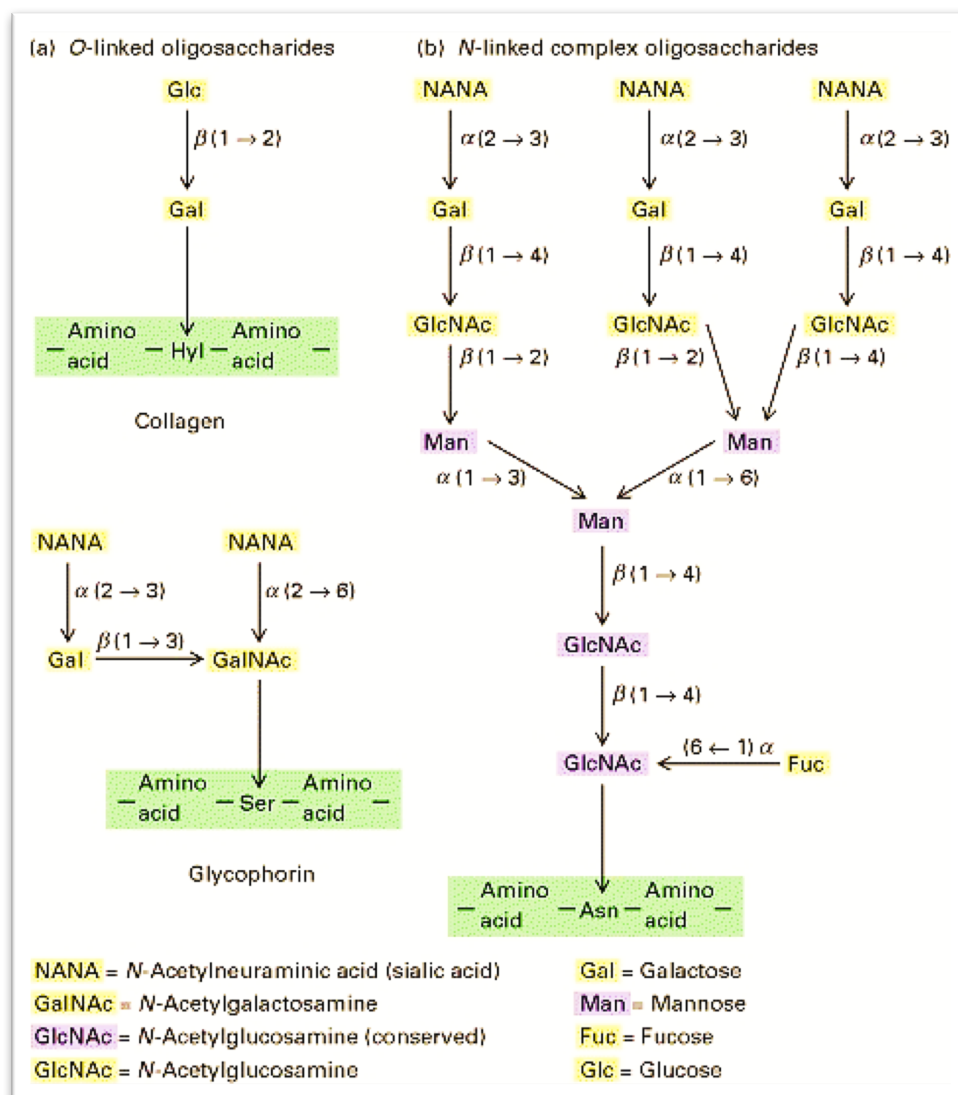 (a) O-linked oligosaccharides
Glc
β(1 → 2)
Gal
— Amino acid — Hyl — Amino acid —
Collagen
NANA NANA
α(2 → 3) α(2 → 6)
β(1 → 3)
Gal GalNAc
— Amino acid — Ser — Amino acid —
Glycophorin
(b) N-linked complex oligosaccharides
NANA NANA NANA
α(2 → 3) α(2 → 3) α(2 → 3)
Gal Gal Gal
β(1 → 4) β(1 → 4) β(1 → 4)
GlcNAc GlcNAc GlcNAc
β(1 → 2) β(1 → 2) β(1 → 4)
Man Man
α(1 → 3) α(1 → 6)
Man
β(1 → 4)
GlcNAc
β(1 → 4)
GlcNAc (6 ← 1) α Fuc
— Amino acid — Asn — Amino acid —
NANA = N-Acetylneuraminic acid (sialic acid)
GalNAc = N-Acetylgalactosamine
GlcNAc = N-Acetylglucosamine (conserved)
GlcNAc = N-Acetylglucosamine
Gal = Galactose
Man = Mannose
Fuc = Fucose
Glc = Glucose